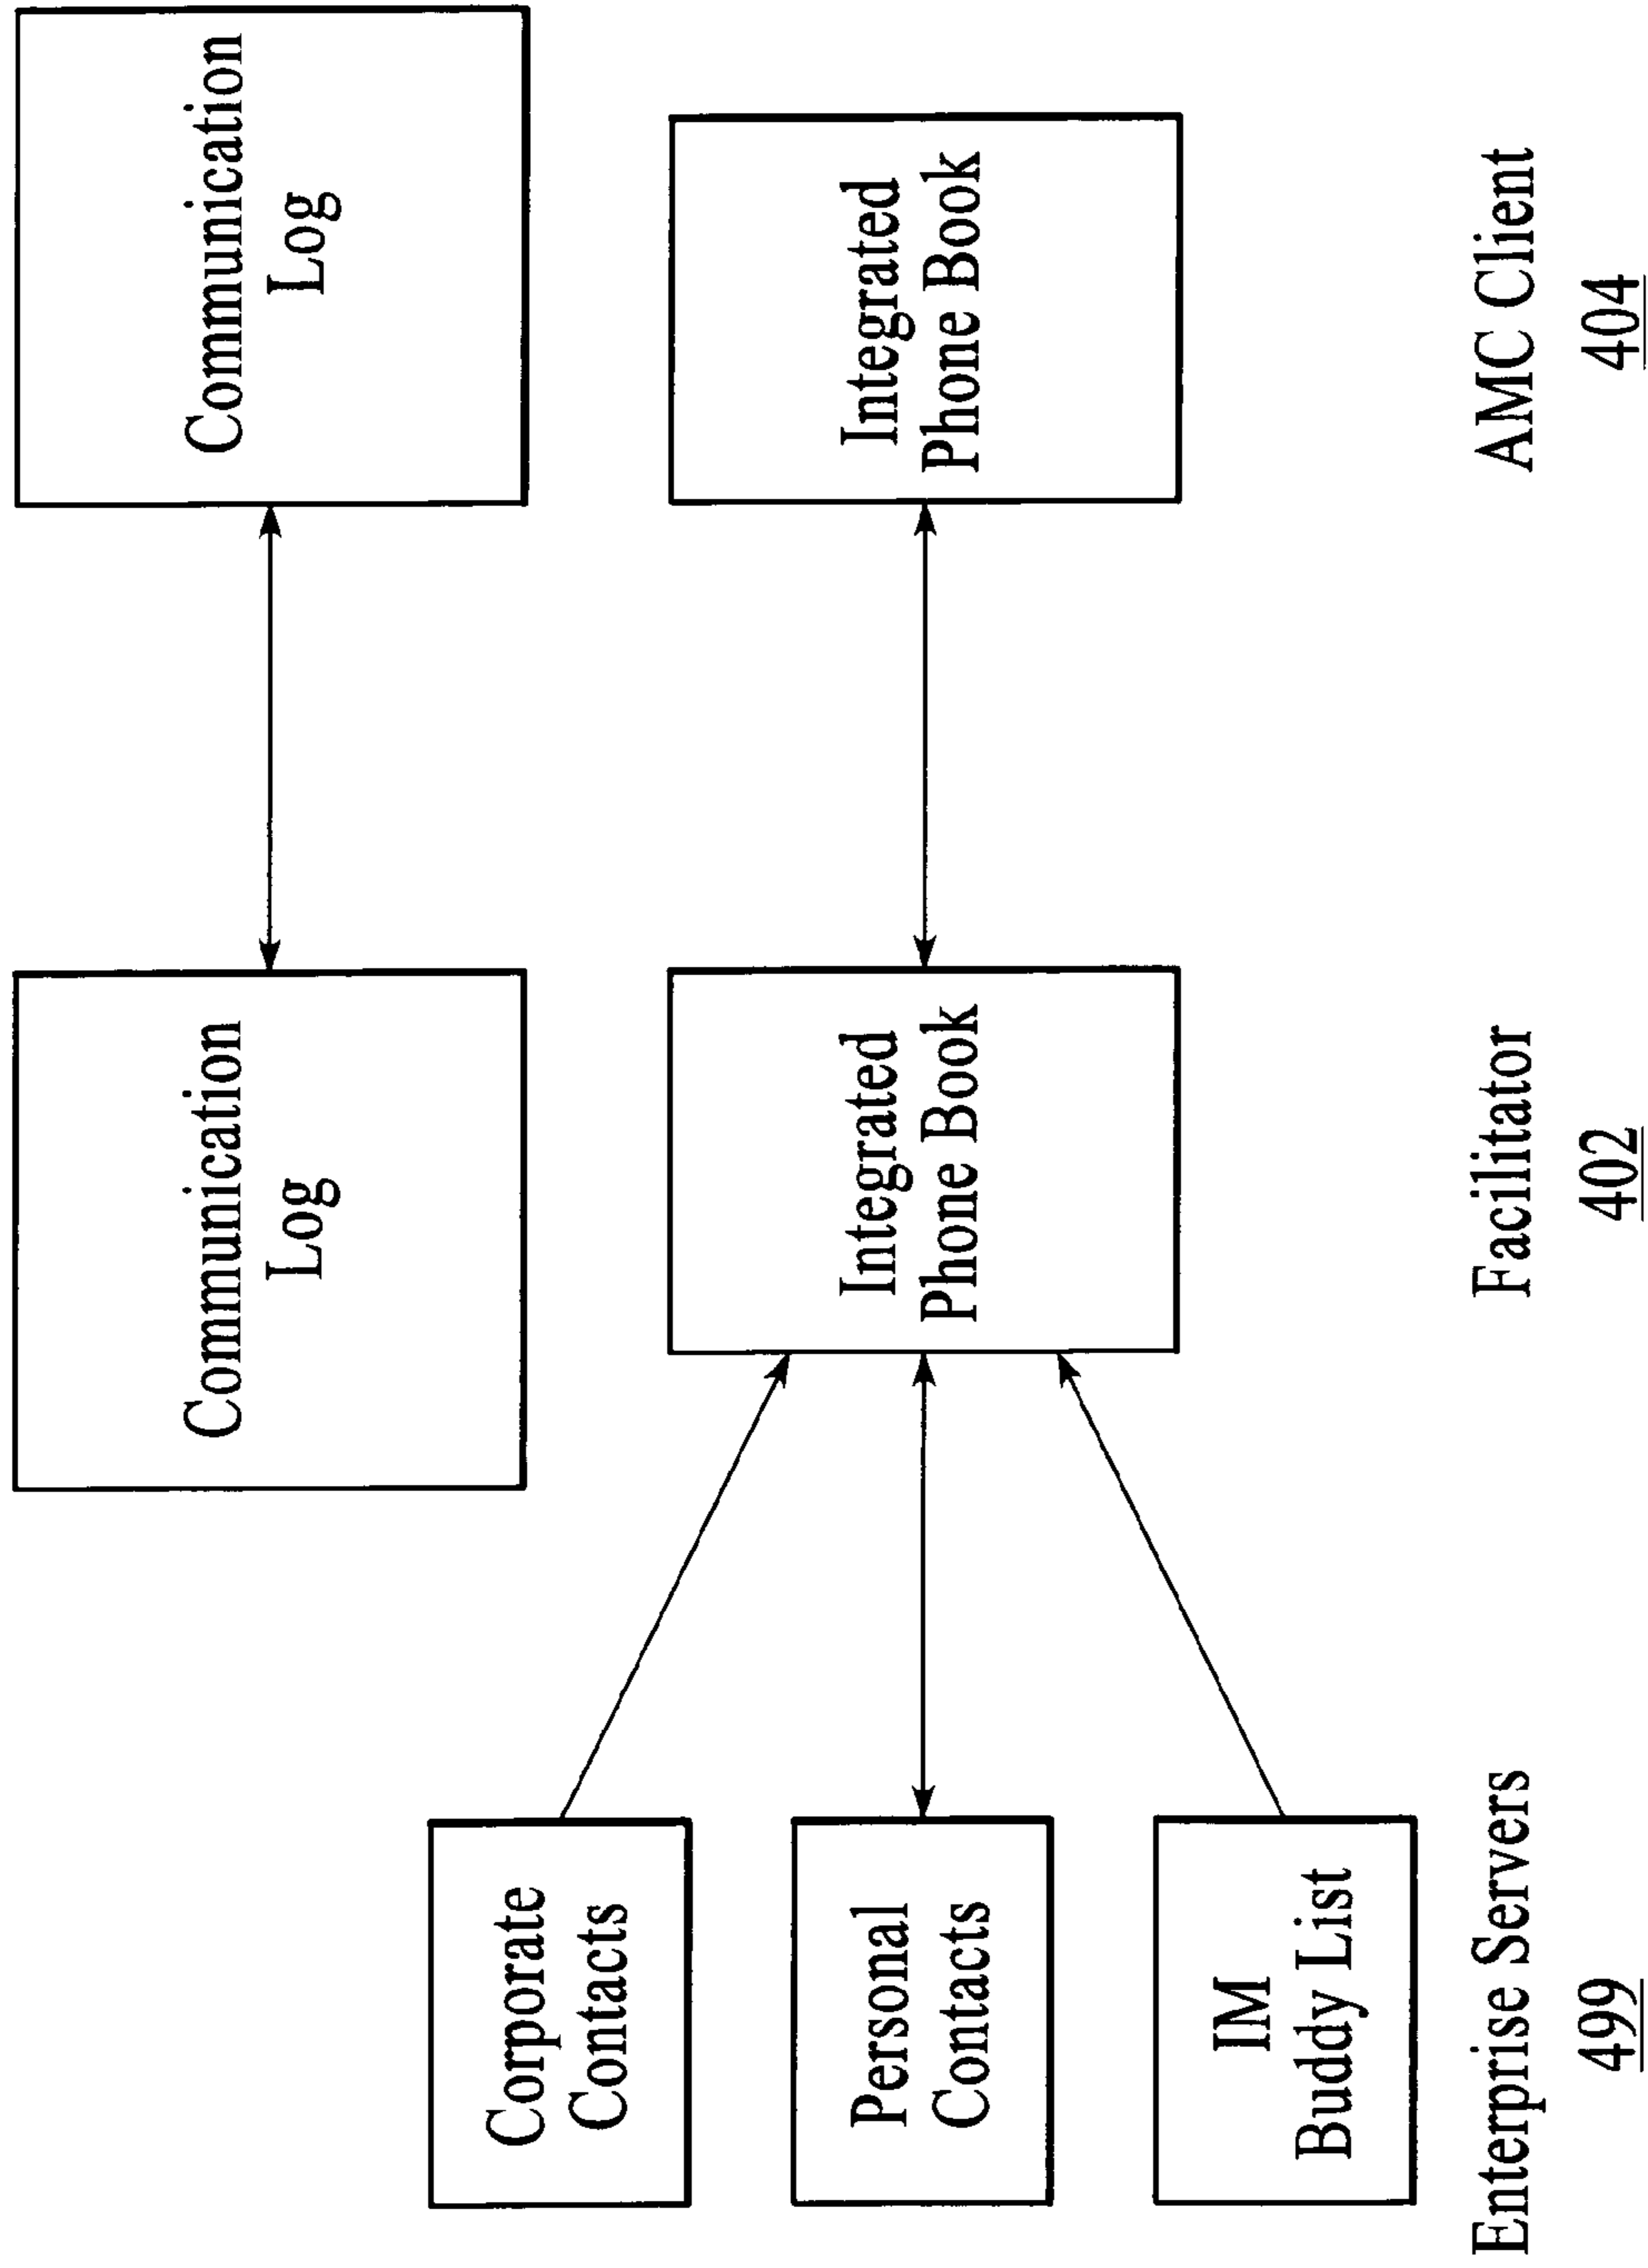 Communication
Log
Communication
Log
Corporate
Contacts
Personal
Contacts
IM
Buddy List
Integrated
Phone Book
Integrated
Phone Book
Enterprise Servers
499
Facilitator
402
AMC Client
404